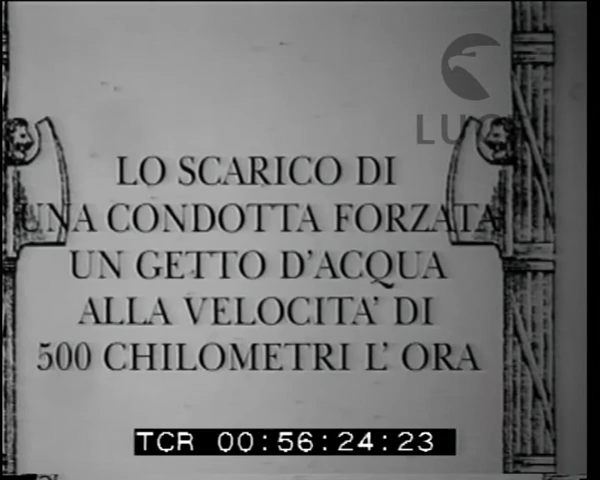 LUCE
LO SCARICO DI
UNA CONDOTTA FORZATA
UN GETTO D'ACQUA
ALLA VELOCITA' DI
500 CHILOMETRI L' ORA
TCR 00:56:24:23